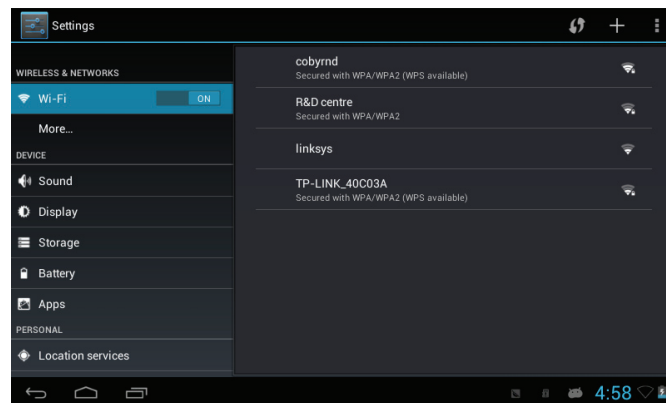 Settings
WIRELESS & NETWORKS
Wi-Fi ON
More...
DEVICE
Sound
Display
Storage
Battery
Apps
PERSONAL
Location services
cobyrnd
Secured with WPA/WPA2 (WPS available)
R&D centre
Secured with WPA/WPA2
linksys
TP-LINK_40C03A
Secured with WPA/WPA2 (WPS available)
4:58